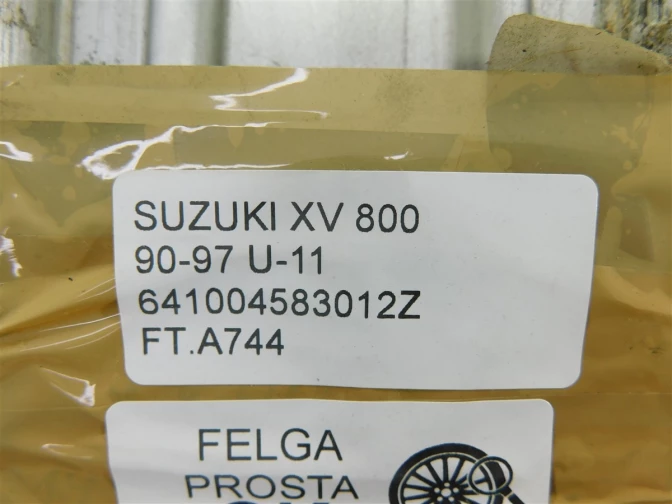 SUZUKI XV 800
90-97 U-11
641004583012Z
FT.A744
FELGA
PROSTA